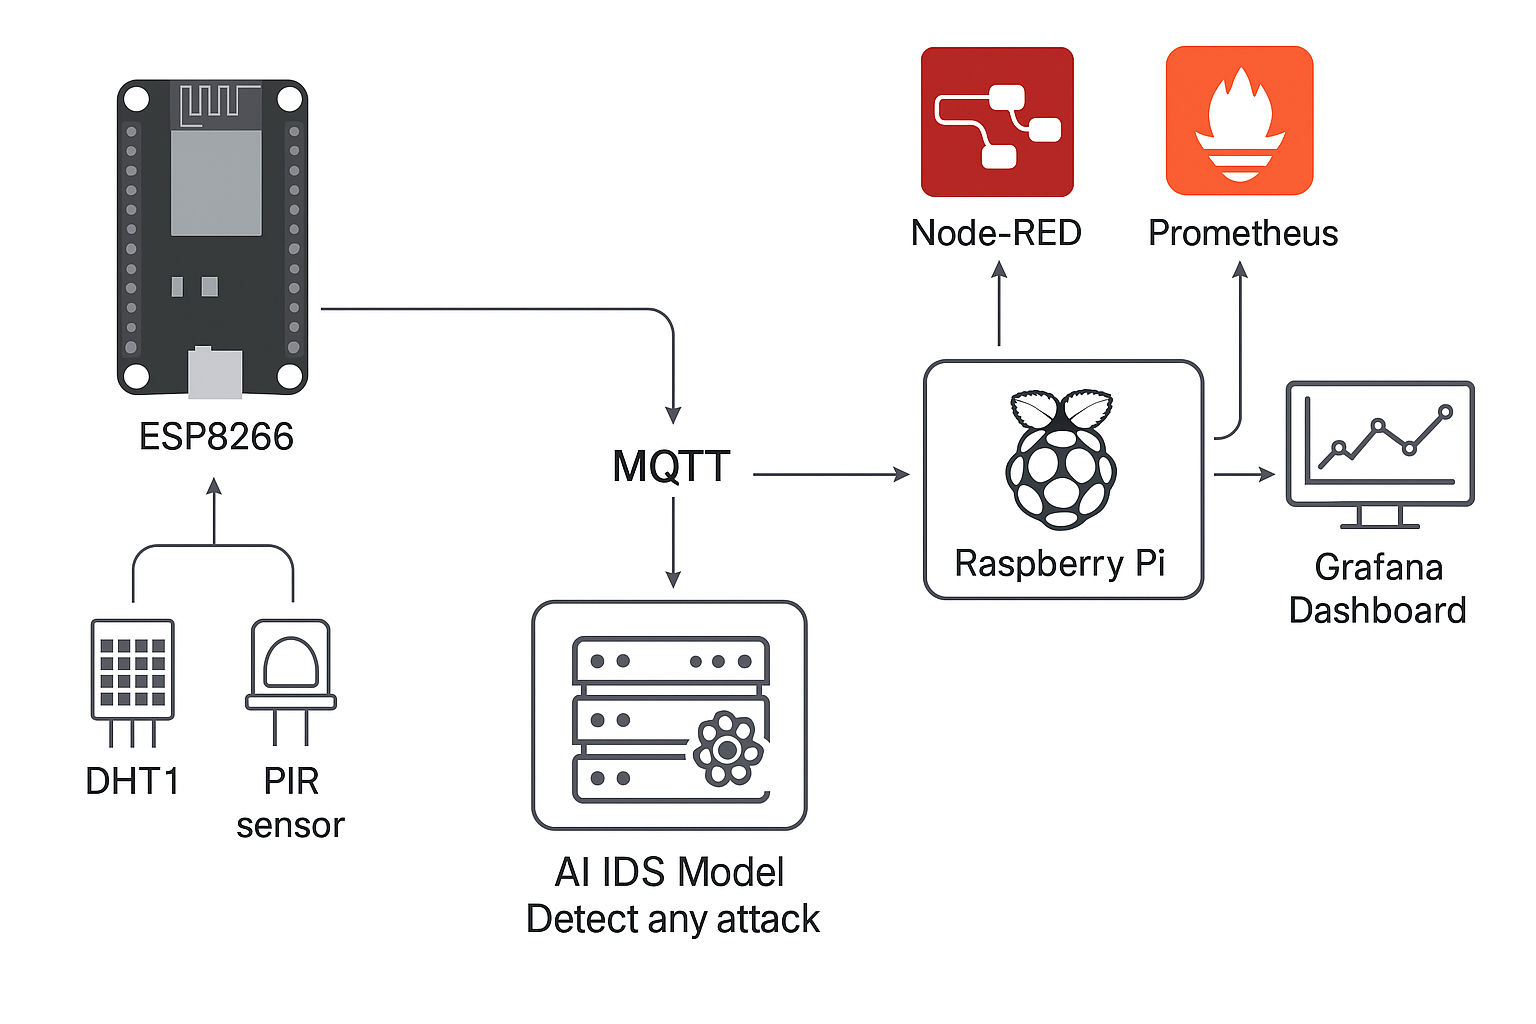 Node-RED
Prometheus
ESP8266
MQTT
Raspberry Pi
Grafana
Dashboard
DHT1
PIR
sensor
AI IDS Model
Detect any attack